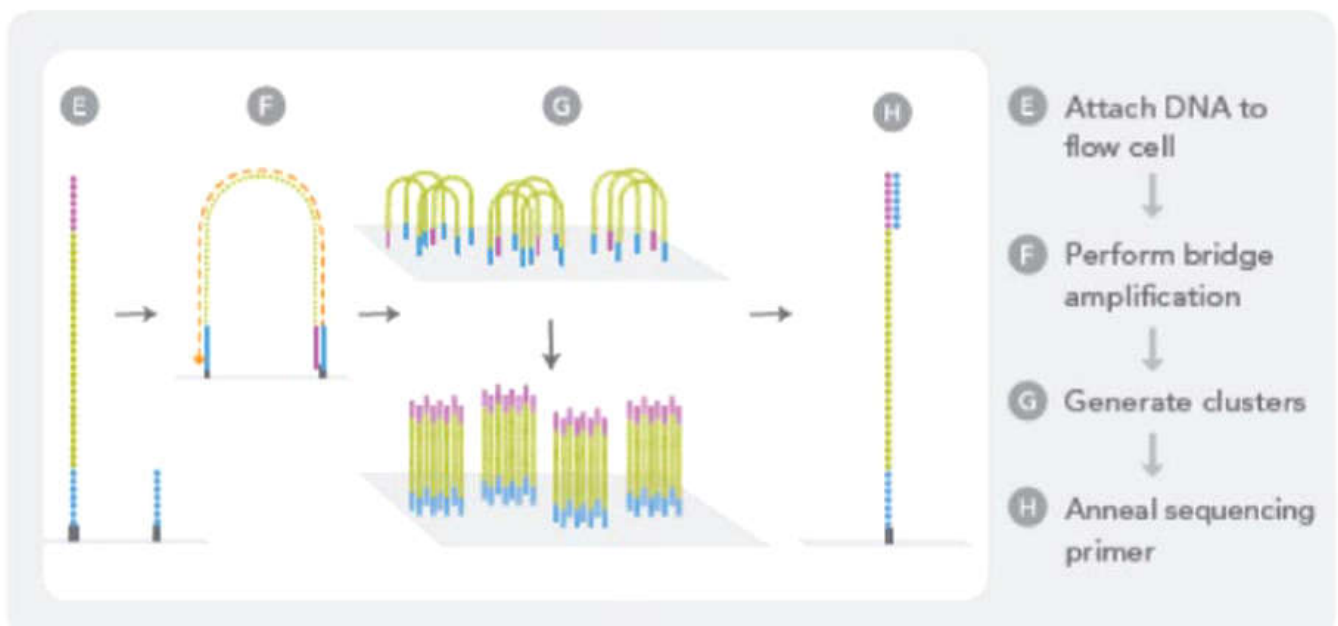 E
F
G
H
E Attach DNA to
flow cell
F Perform bridge
amplification
G Generate clusters
H Anneal sequencing
primer